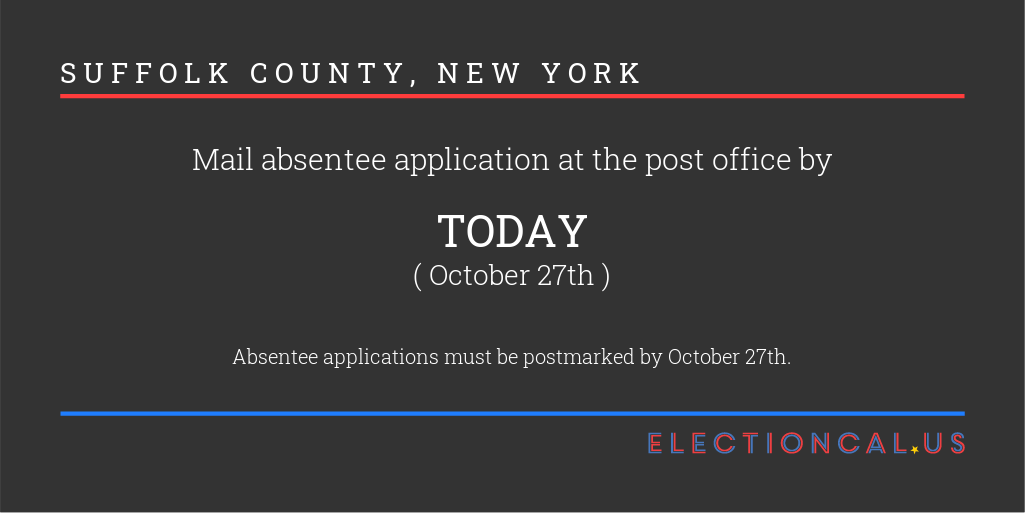 SUFFOLK COUNTY, NEW YORK
Mail absentee application at the post office by
TODAY
( October 27th )
Absentee applications must be postmarked by October 27th.
ELECTIONCAL.US